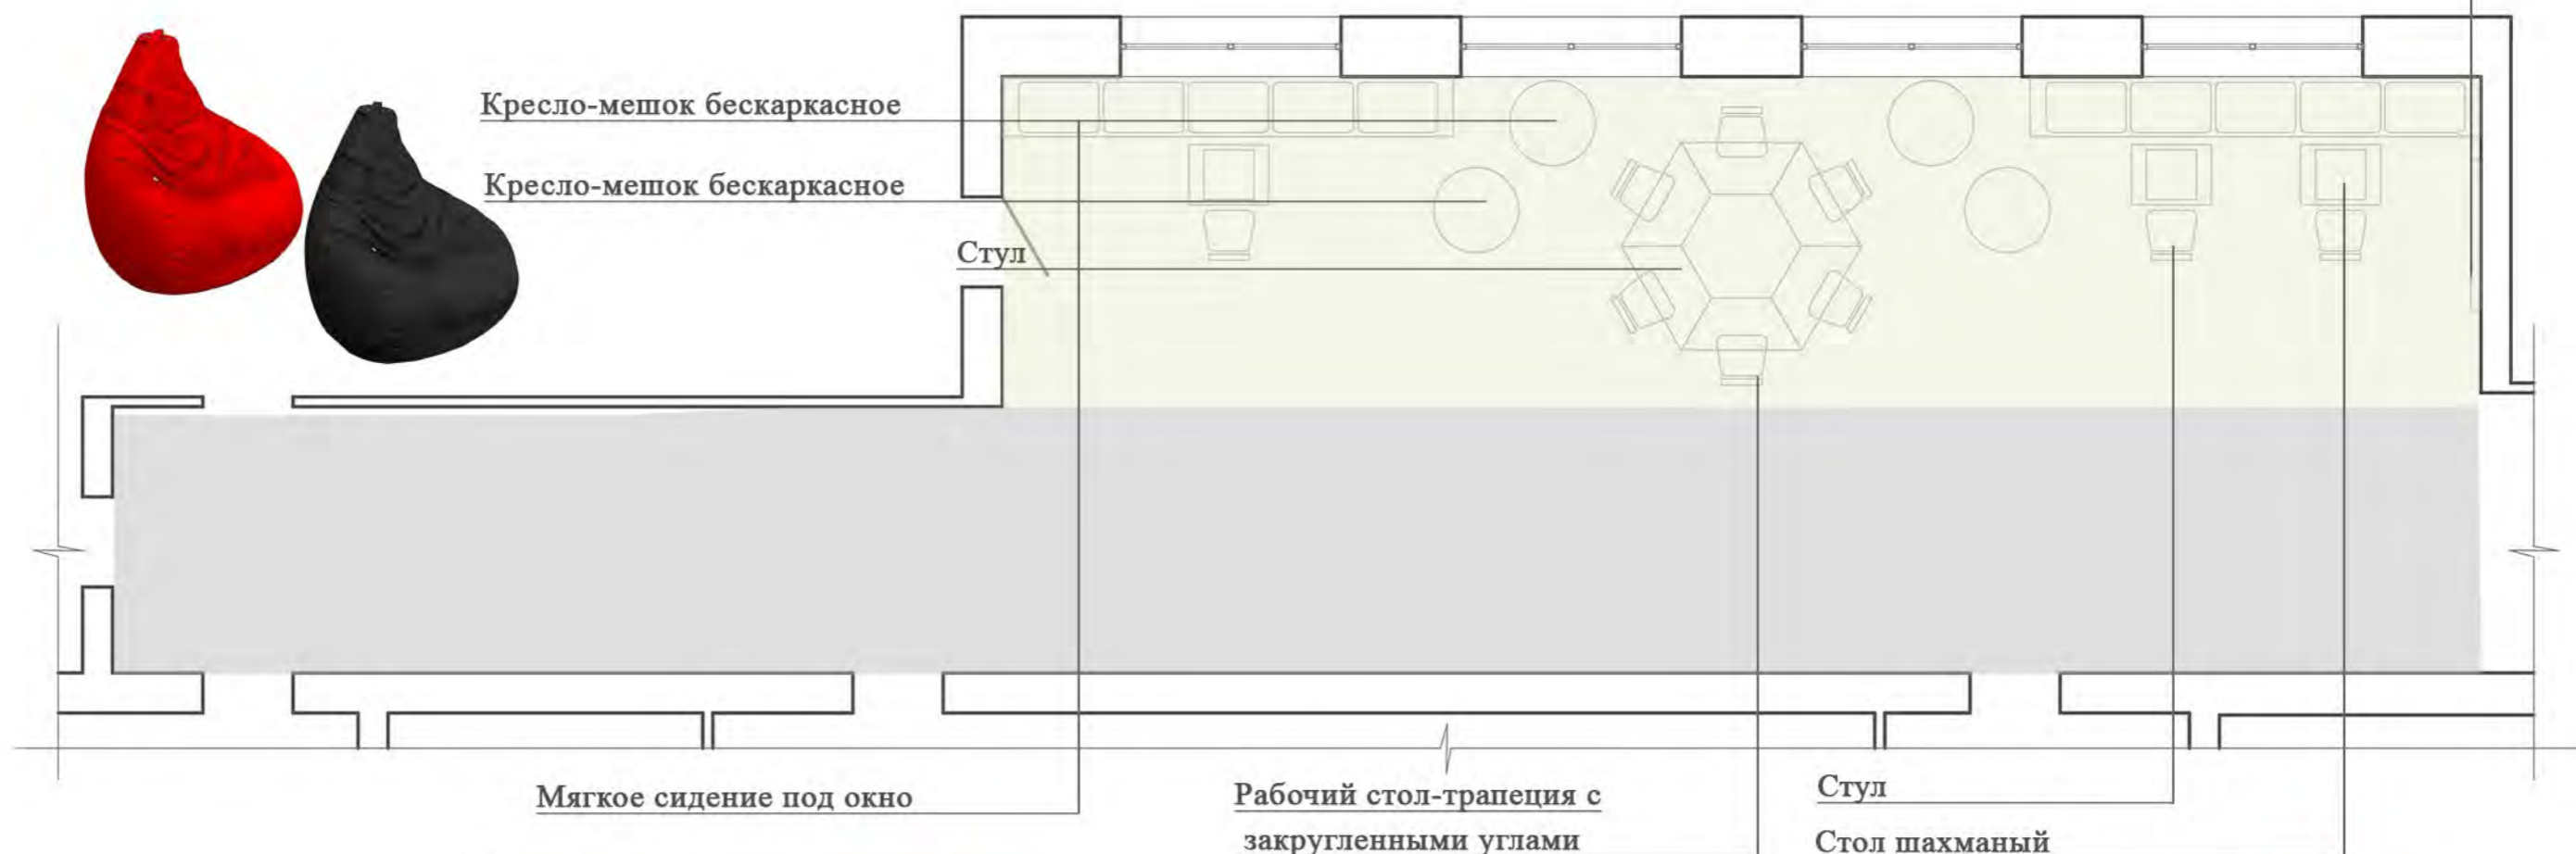 Кресло-мешок бескаркасное
Кресло-мешок бескаркасное
Стул
Мягкое сидение под окно
Рабочий стол-трапеция с
закругленными углами
Стул
Стол шахманый